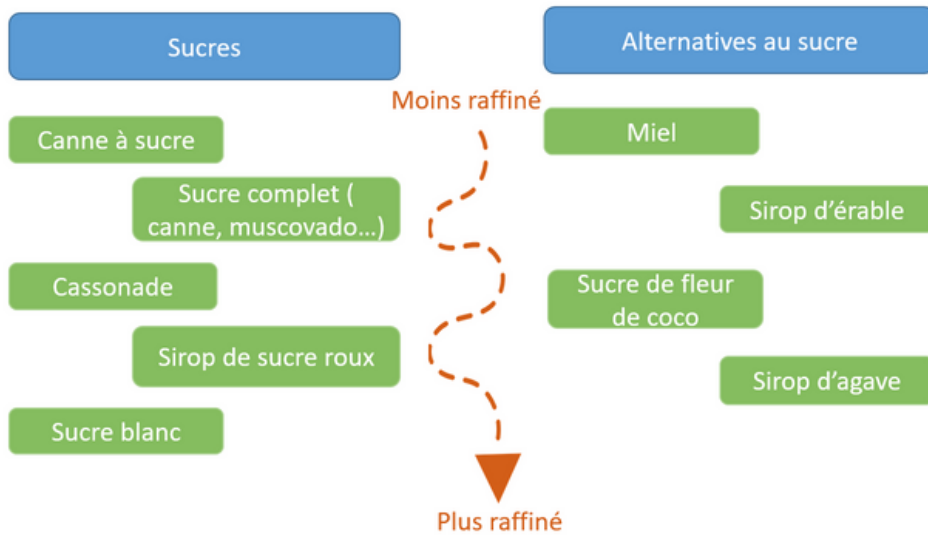 Sucres
Alternatives au sucre
Moins raffiné
Canne à sucre
Miel
Sucre complet (
canne, muscovado…)
Sirop d’érable
Cassonade
Sucre de fleur
de coco
Sirop de sucre roux
Sirop d’agave
Sucre blanc
Plus raffiné